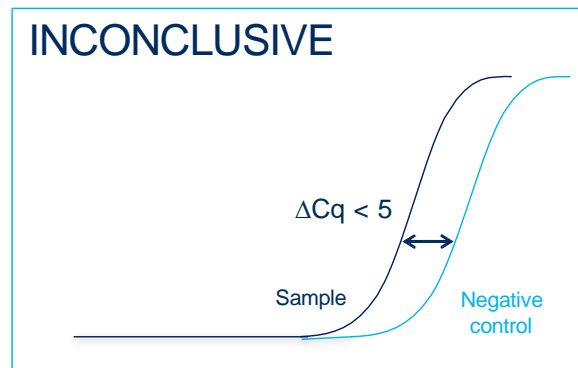 INCONCLUSIVE
ΔCq < 5
Sample
Negative
control